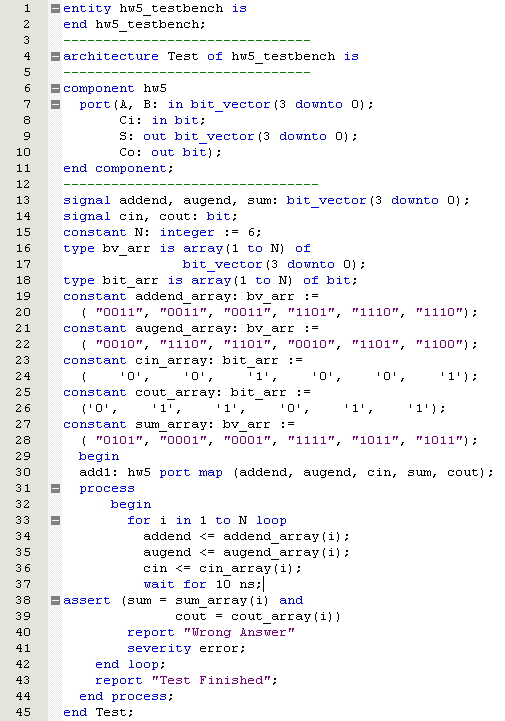 1 entity hw5_testbench is
2 end hw5_testbench;
3 -------------------------------
4 architecture Test of hw5_testbench is
5 -------------------------------
6 component hw5
7   port(A, B: in bit_vector(3 downto 0);
8        Ci: in bit;
9        S: out bit_vector(3 downto 0);
10        Co: out bit);
11 end component;
12 --------------------------------
13 signal addend, augend, sum: bit_vector(3 downto 0);
14 signal cin, cout: bit;
15 constant N: integer := 6;
16 type bv_arr is array(1 to N) of
17                bit_vector(3 downto 0);
18 type bit_arr is array(1 to N) of bit;
19 constant addend_array: bv_arr :=
20   ( "0011", "0011", "0011", "1101", "1110", "1110");
21 constant augend_array: bv_arr :=
22   ( "0010", "1110", "1101", "0010", "1101", "1100");
23 constant cin_array: bit_arr :=
24   (    '0',    '0',    '1',    '0',    '0',    '1');
25 constant cout_array: bit_arr :=
26   ('0',    '1',    '1',    '0',    '1',    '1');
27 constant sum_array: bv_arr :=
28   ( "0101", "0001", "0001", "1111", "1011", "1011");
29   begin
30   add1: hw5 port map (addend, augend, cin, sum, cout);
31   process
32       begin
33         for i in 1 to N loop
34           addend <= addend_array(i);
35           augend <= augend_array(i);
36           cin <= cin_array(i);
37           wait for 10 ns;
38 assert (sum = sum_array(i) and
39               cout = cout_array(i))
40         report "Wrong Answer"
41         severity error;
42     end loop;
43     report "Test Finished";
44   end process;
45 end Test;